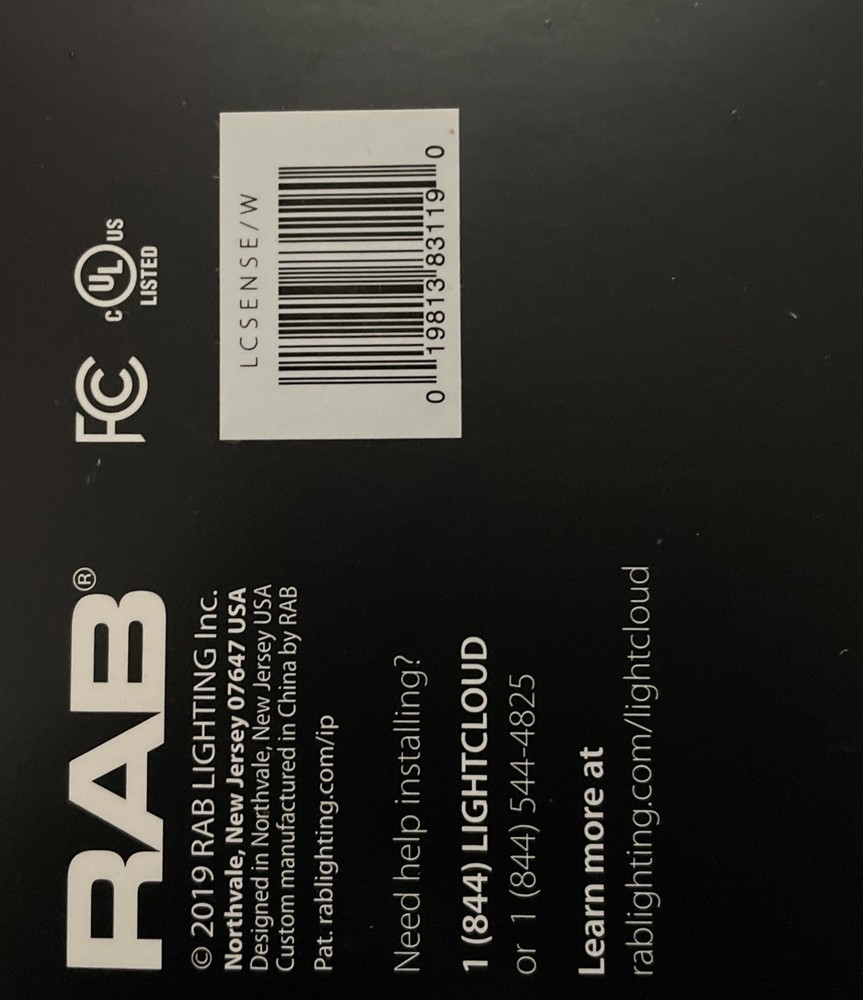 RAB®
© 2019 RAB LIGHTING Inc.
Northvale, New Jersey 07647 USA
Designed in Northvale, New Jersey USA
Custom manufactured in China by RAB
Pat. rablighting.com/ip
Need help installing?
1 (844) LIGHTCLOUD
or 1 (844) 544-4825
Learn more at
rablighting.com/lightcloud
FC
C UL US
LISTED
LCSENSE/W
0 19813 83119 0